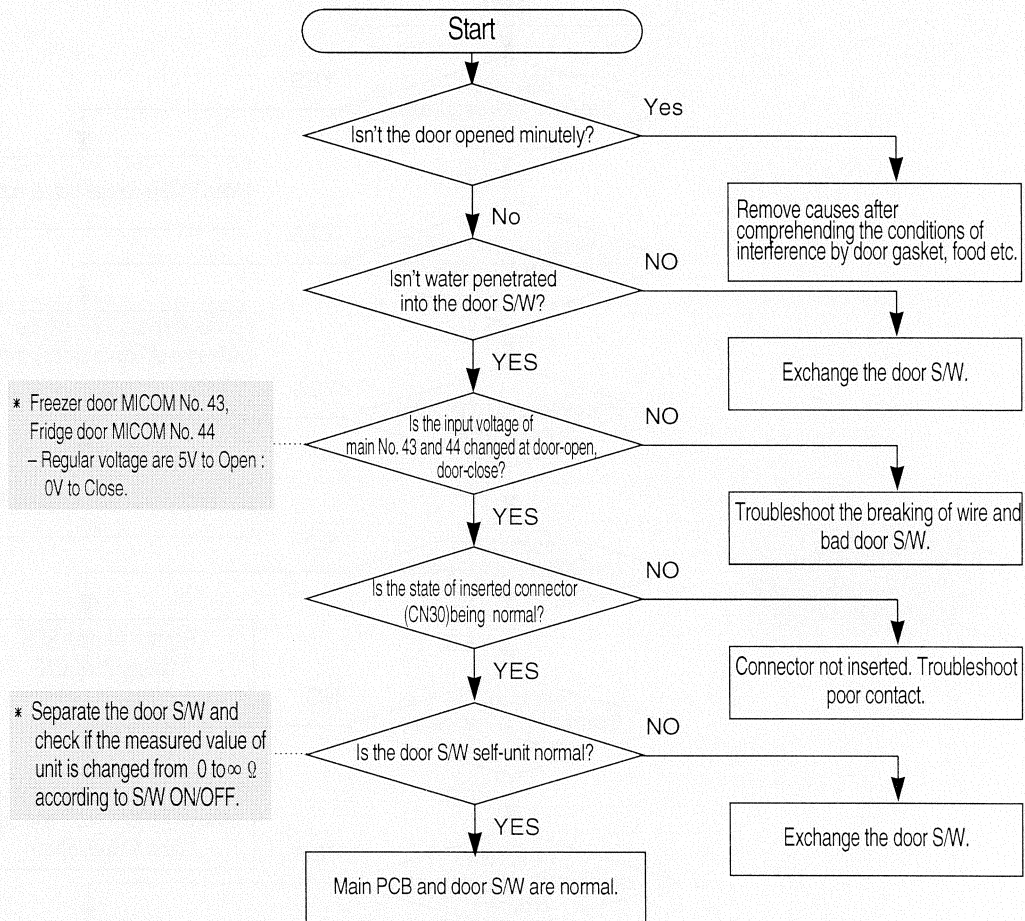 Start
Isn't the door opened minutely?
Yes
Remove causes after
comprehending the conditions of
interference by door gasket, food etc.
No
Isn't water penetrated
into the door S/W?
NO
Exchange the door S/W.
YES
* Freezer door MICOM No. 43,
Fridge door MICOM No. 44
– Regular voltage are 5V to Open :
0V to Close.
Is the input voltage of
main No. 43 and 44 changed at door-open,
door-close?
NO
Troubleshoot the breaking of wire and
bad door S/W.
YES
Is the state of inserted connector
(CN30)being normal?
NO
Connector not inserted. Troubleshoot
poor contact.
YES
* Separate the door S/W and
check if the measured value of
unit is changed from 0 to ∞ Ω
according to S/W ON/OFF.
Is the door S/W self-unit normal?
NO
Exchange the door S/W.
YES
Main PCB and door S/W are normal.